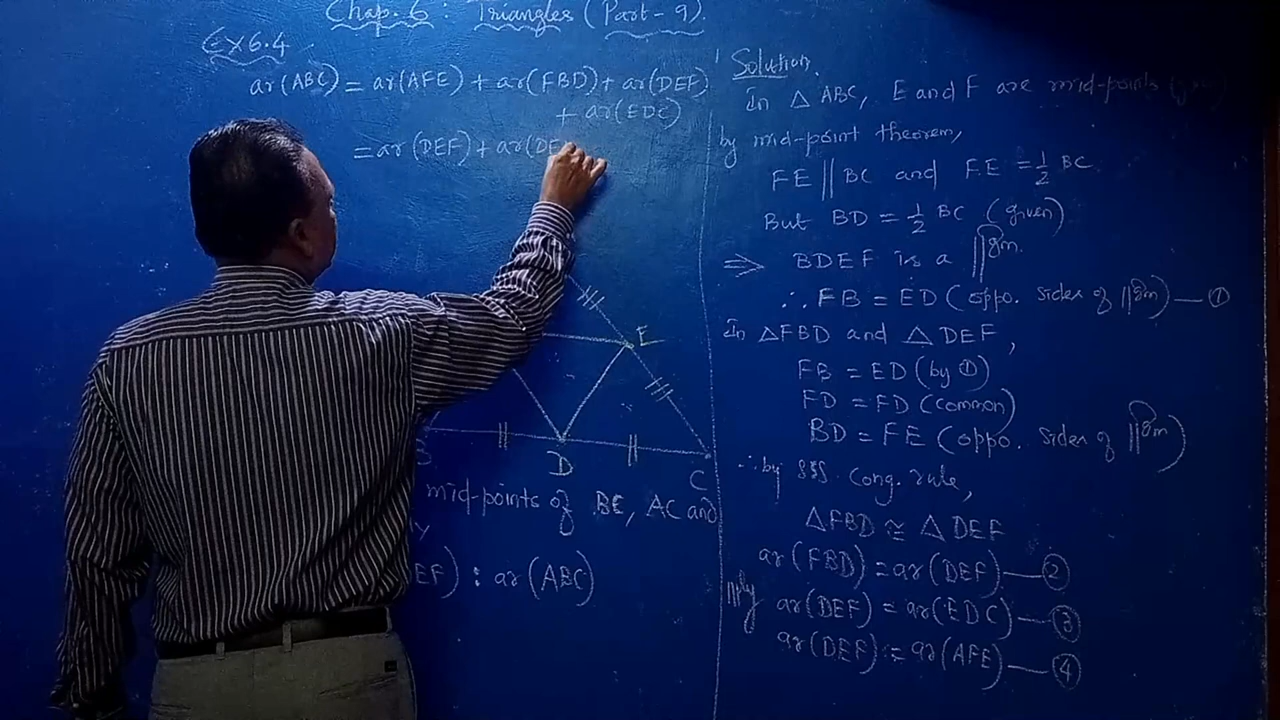 Chap. 6 : Triangles (Part - 9).
Ex 6.4
ar(ABC) = ar(AFE) + ar(FBD) + ar(DEF)
+ ar(EDC)
= ar(DEF) + ar(DE
E
D
C
mid-points of BC, AC and
EF) : ar(ABC)
Solution.
In △ ABC, E and F are mid-points
by mid-point theorem,
FE ∥ BC and FE = 1/2 BC
But BD = 1/2 BC (given)
⇒ BDEF is a ∥gm.
∴ FB = ED (oppo. sides of ∥gm) — ①
In △FBD and △DEF,
FB = ED (by ①)
FD = FD (common)
BD = FE (oppo. sides of ∥gm)
∴ by SSS Cong. rule,
△FBD ≅ △DEF
ar(FBD) = ar(DEF) — ②
∥ply ar(DEF) = ar(EDC) — ③
ar(DEF) = ar(AFE) — ④